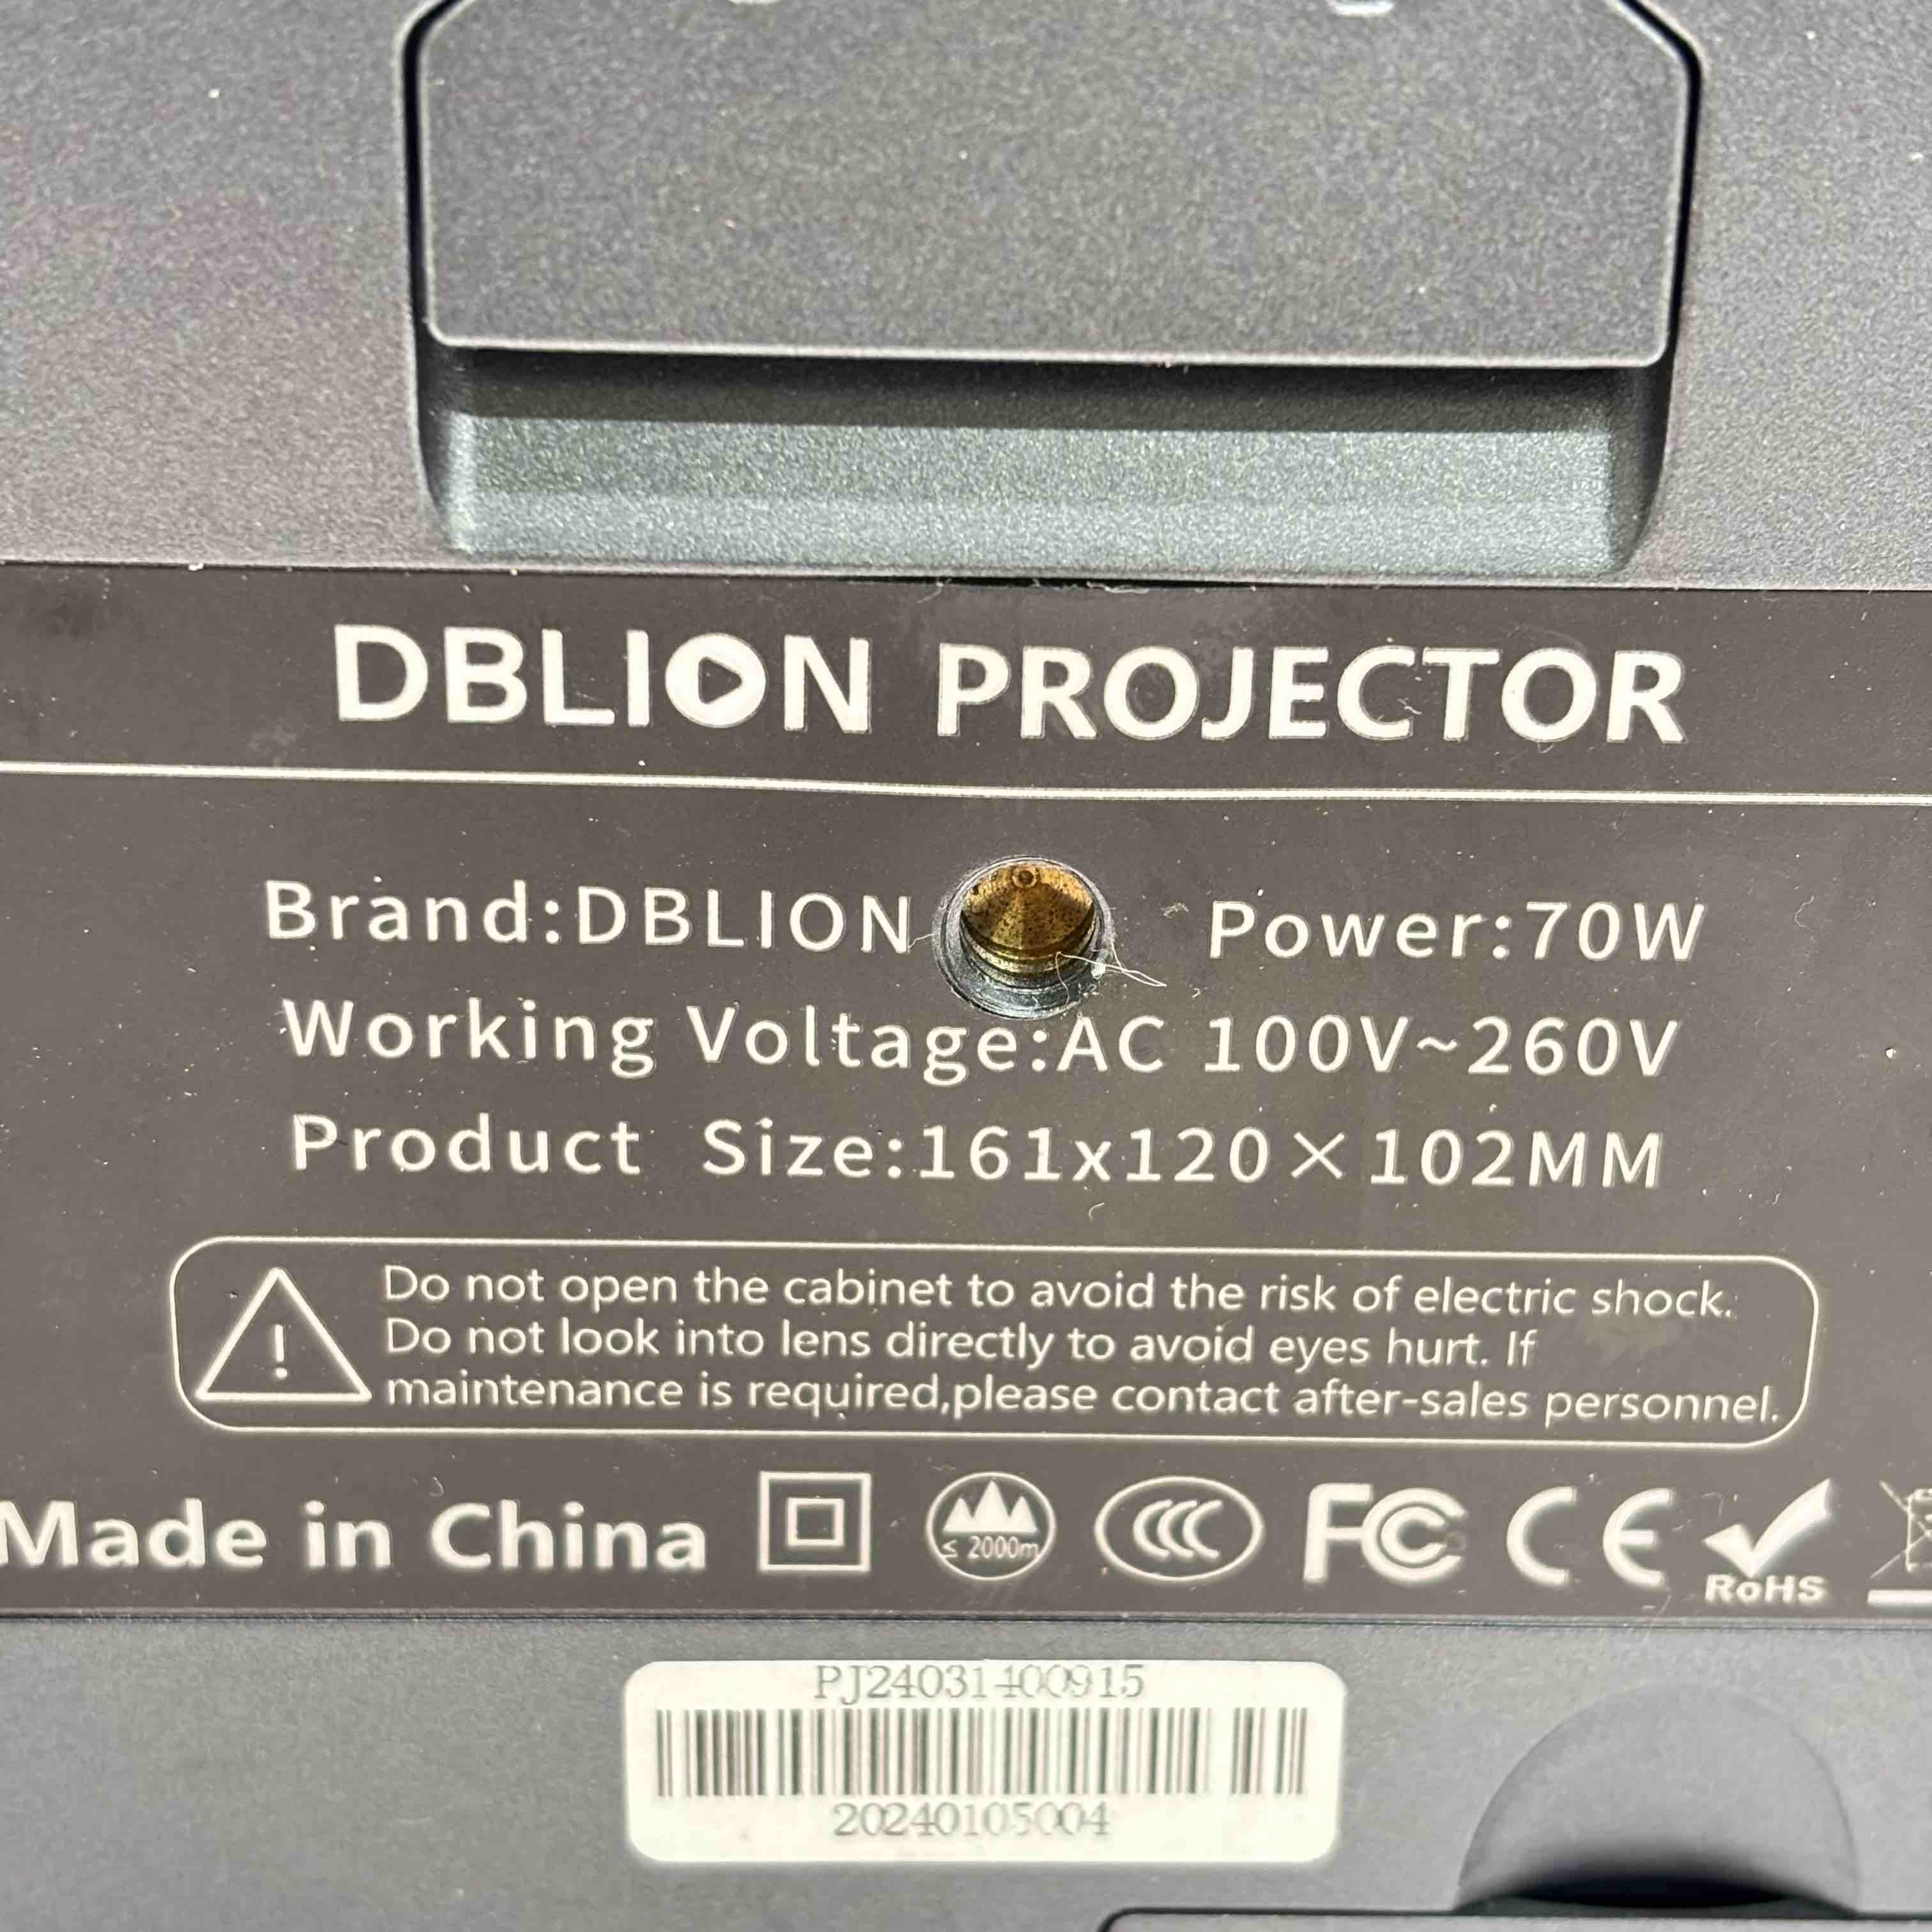 DBLION PROJECTOR
Brand:DBLION Power:70W
Working Voltage:AC 100V~260V
Product Size:161x120×102MM
Do not open the cabinet to avoid the risk of electric shock.
Do not look into lens directly to avoid eyes hurt. If
maintenance is required,please contact after-sales personnel.
Made in China ≤ 2000m CCC FC CE RoHS
PJ24031400915
20240105004